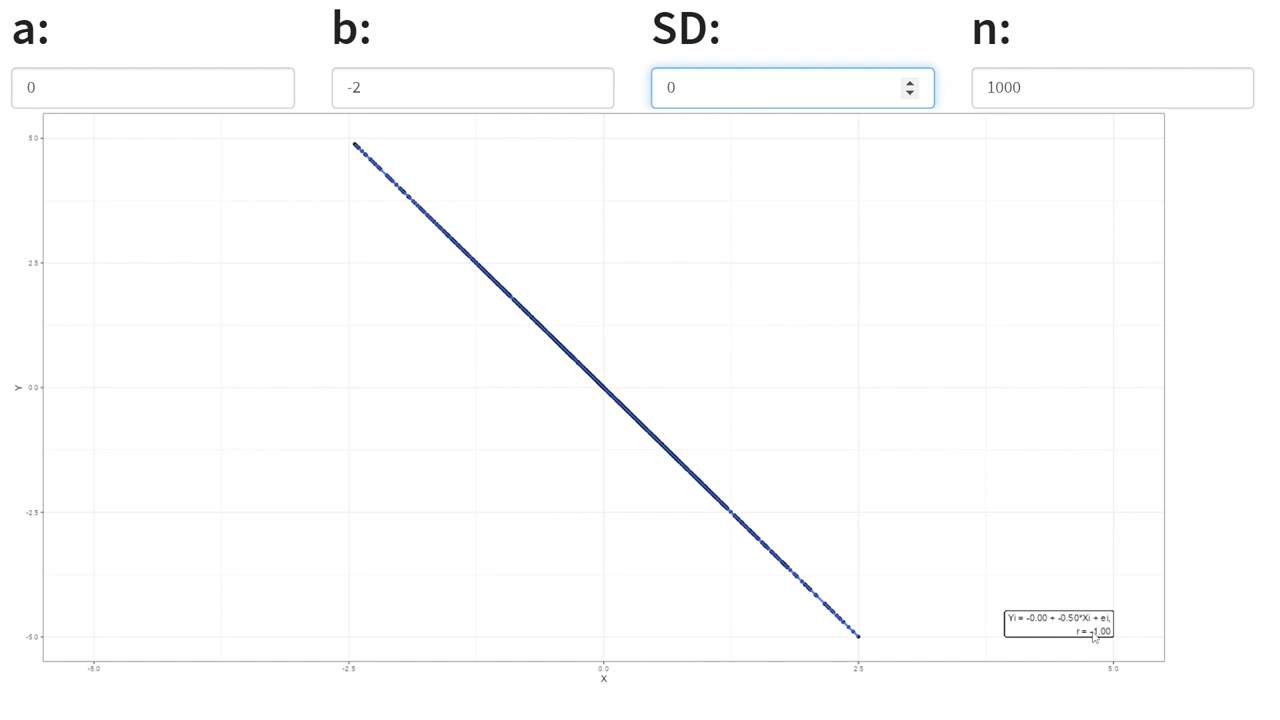 a: b: SD: n:
0 -2 0 1000
5.0
2.5
Y 0.0
-2.5
-5.0
Yi = -0.00 + -0.50*Xi + ei,
r = -1.00
-5.0 -2.5 0.0 2.5 5.0
X